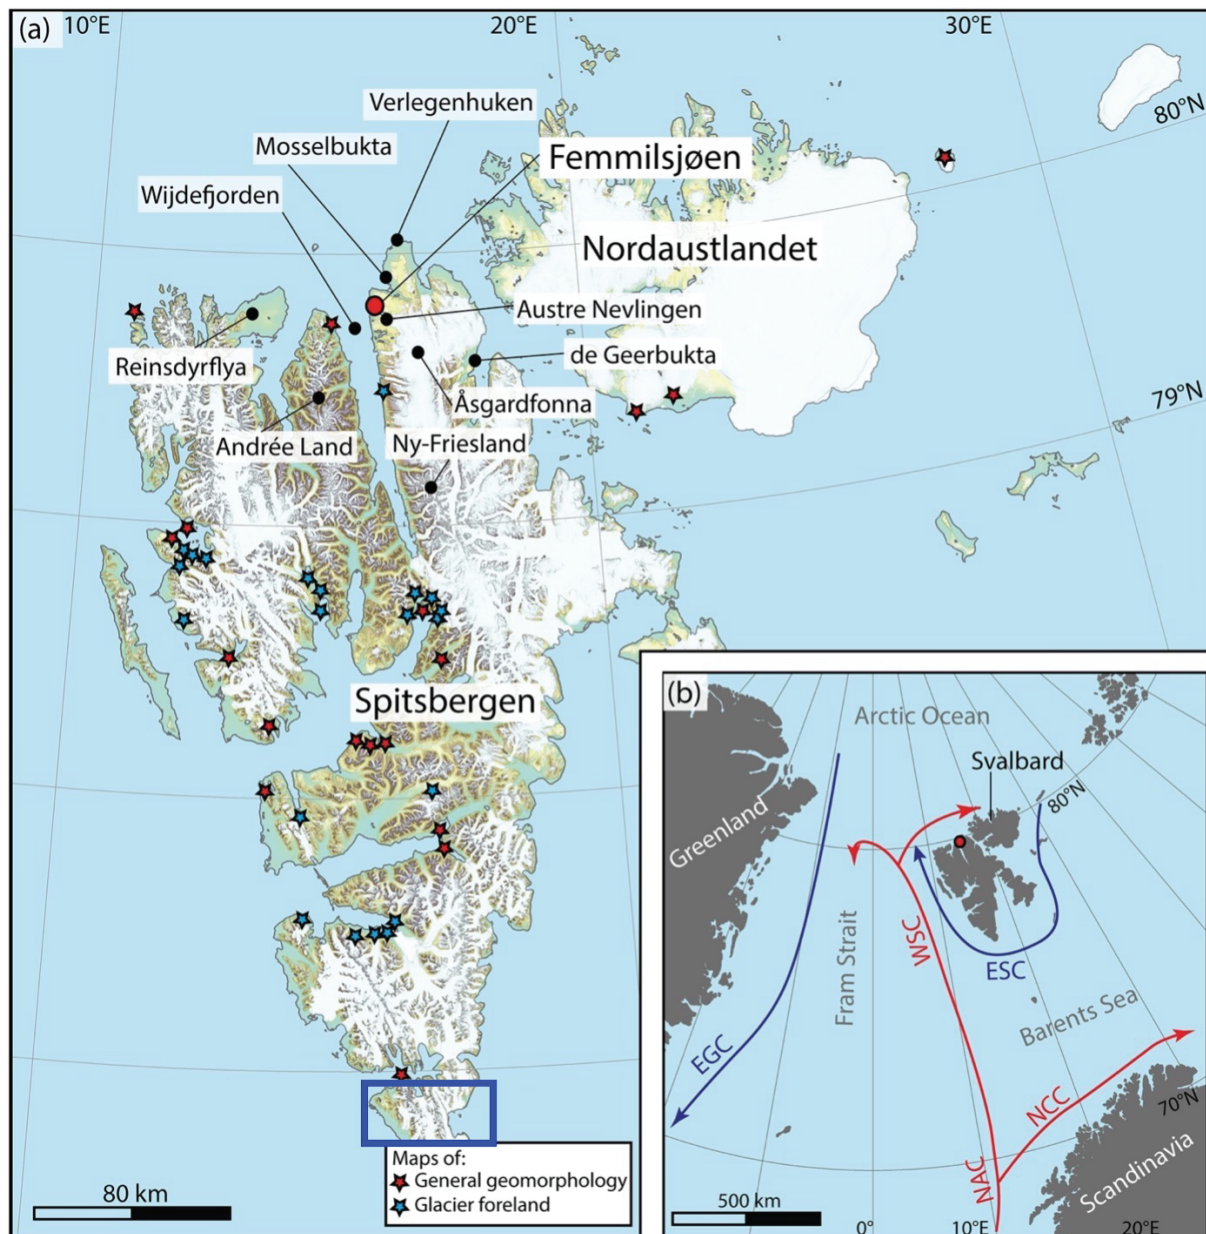 (a)
10°E
20°E
30°E
80°N
Verlegenhuken
Mosselbukta
Femmilsjøen
Wijdefjorden
Nordaustlandet
Austre Nevlingen
de Geerbukta
Reinsdyrflya
Åsgardfonna
79°N
Andrée Land
Ny-Friesland
Spitsbergen
Maps of:
General geomorphology
Glacier foreland
80 km
(b)
Arctic Ocean
Svalbard
80°N
Greenland
Fram Strait
WSC
ESC
Barents Sea
EGC
NCC
70°N
NAC
Scandinavia
500 km
0°
10°E
20°E